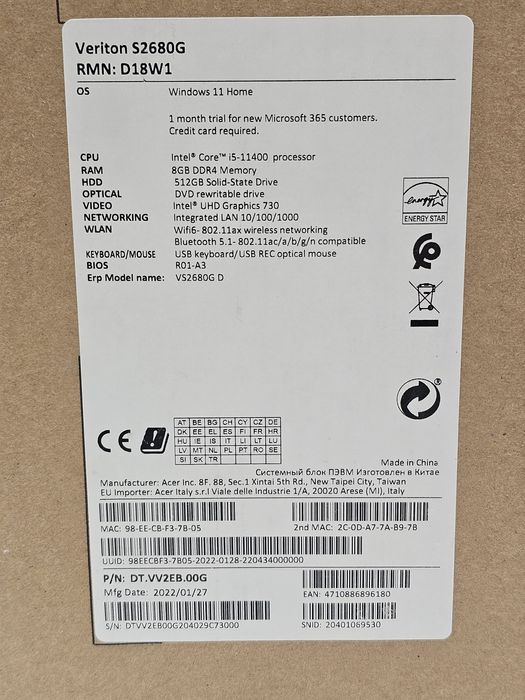 Veriton S2680G
RMN: D18W1
OS Windows 11 Home
1 month trial for new Microsoft 365 customers.
Credit card required.
CPU Intel® Core™ i5-11400 processor
RAM 8GB DDR4 Memory
HDD 512GB Solid-State Drive
OPTICAL DVD rewritable drive
VIDEO Intel® UHD Graphics 730
NETWORKING Integrated LAN 10/100/1000
WLAN Wifi6- 802.11ax wireless networking
Bluetooth 5.1- 802.11ac/a/b/g/n compatible
KEYBOARD/MOUSE USB keyboard/USB REC optical mouse
BIOS R01-A3
Erp Model name: VS2680G D
energy
ENERGY STAR
CE
AT BE BG CH CY CZ DE
DK EE EL ES FI FR HR
HU IE IS IT LI LT LU
LV MT NL PL PT RO SE
SI SK TR
Made in China
Системный блок ПЭВМ Изготовлен в Китае
Manufacturer: Acer Inc. 8F. 88, Sec.1 Xintai 5th Rd., New Taipei City, Taiwan
EU Importer: Acer Italy s.r.l Viale delle Industrie 1/A, 20020 Arese (MI), Italy
MAC: 98-EE-CB-F3-7B-05 2nd MAC: 2C-0D-A7-7A-B9-7B
UUID: 98EECBF3-7B05-2022-0128-220434000000
P/N: DT.VV2EB.00G
Mfg Date: 2022/01/27
EAN: 4710886896180
S/N: DTVV2EB00G204029C73000
SNID: 20401069530